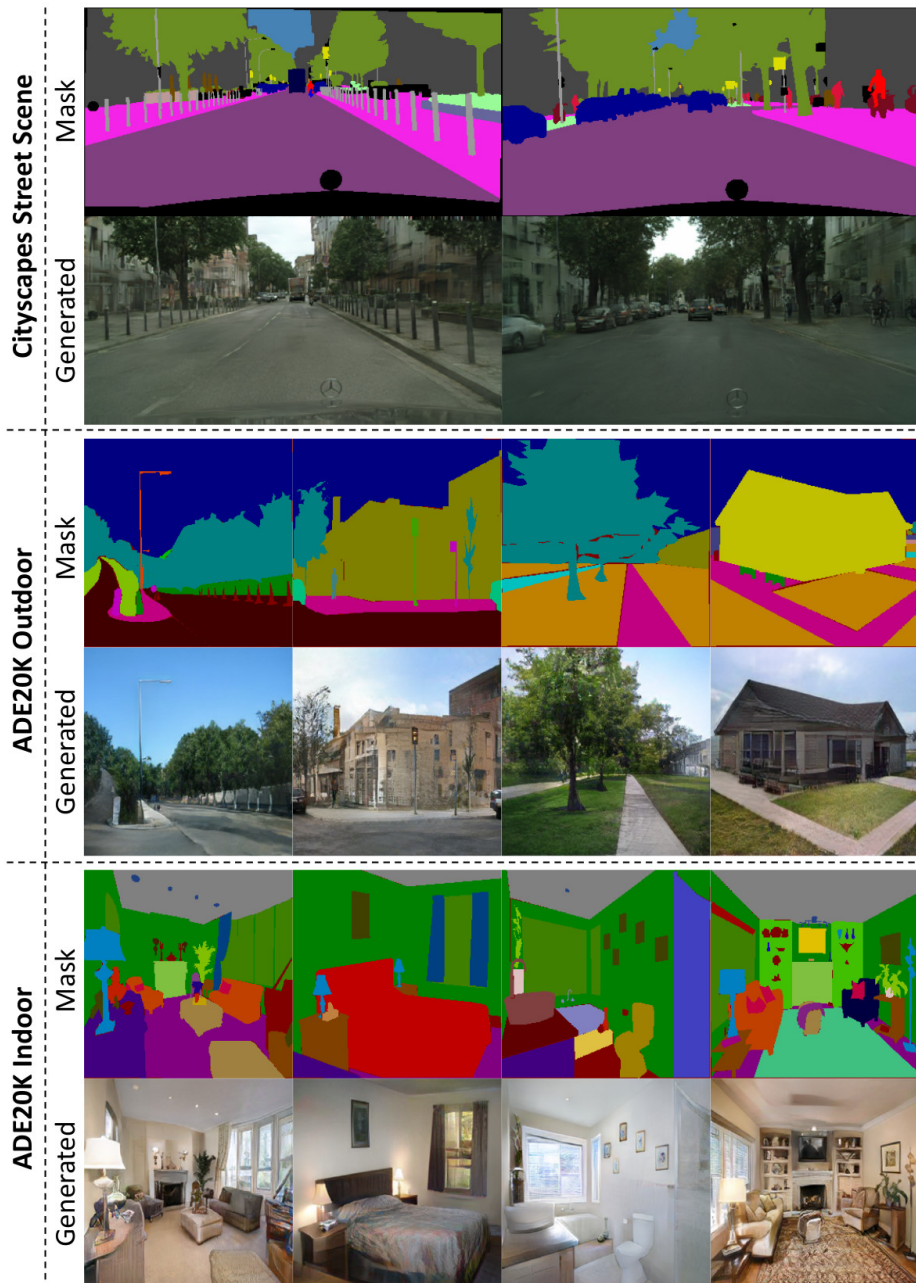 Cityscapes Street Scene
Mask
Generated
ADE20K Outdoor
Mask
Generated
ADE20K Indoor
Mask
Generated